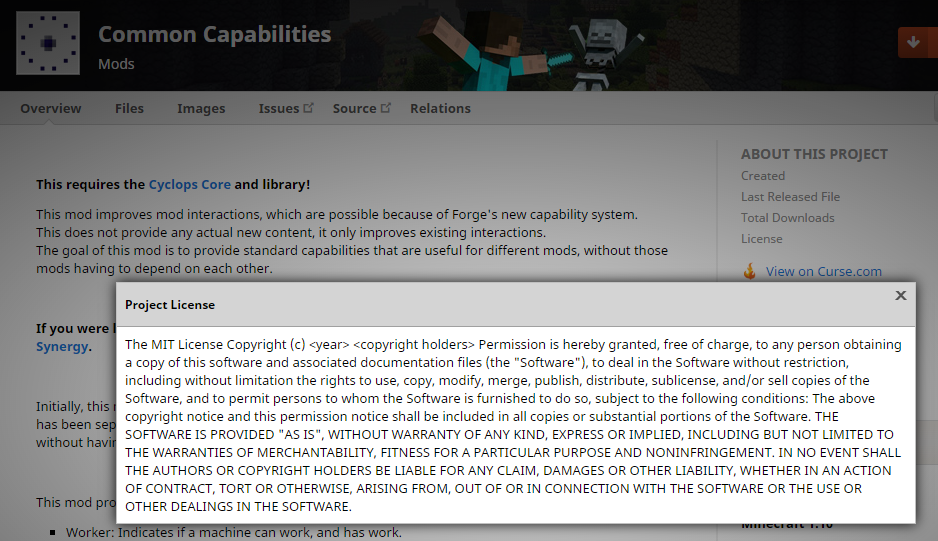 Common Capabilities
Mods
Overview Files Images Issues Source Relations
This requires the Cyclops Core and library!
This mod improves mod interactions, which are possible because of Forge's new capability system.
This does not provide any actual new content, it only improves existing interactions.
The goal of this mod is to provide standard capabilities that are useful for different mods, without those
mods having to depend on each other.
ABOUT THIS PROJECT
Created
Last Released File
Total Downloads
License
View on Curse.com
If you were
Synergy.
Initially, this
has been
without
This mod
Worker: Indicates if a machine can work, and has work.
Project License
The MIT License Copyright (c) <year> <copyright holders> Permission is hereby granted, free of charge, to any person obtaining
a copy of this software and associated documentation files (the "Software"), to deal in the Software without restriction,
including without limitation the rights to use, copy, modify, merge, publish, distribute, sublicense, and/or sell copies of the
Software, and to permit persons to whom the Software is furnished to do so, subject to the following conditions: The above
copyright notice and this permission notice shall be included in all copies or substantial portions of the Software. THE
SOFTWARE IS PROVIDED "AS IS", WITHOUT WARRANTY OF ANY KIND, EXPRESS OR IMPLIED, INCLUDING BUT NOT LIMITED TO
THE WARRANTIES OF MERCHANTABILITY, FITNESS FOR A PARTICULAR PURPOSE AND NONINFRINGEMENT. IN NO EVENT SHALL
THE AUTHORS OR COPYRIGHT HOLDERS BE LIABLE FOR ANY CLAIM, DAMAGES OR OTHER LIABILITY, WHETHER IN AN ACTION
OF CONTRACT, TORT OR OTHERWISE, ARISING FROM, OUT OF OR IN CONNECTION WITH THE SOFTWARE OR THE USE OR
OTHER DEALINGS IN THE SOFTWARE.
Minecraft 1.10